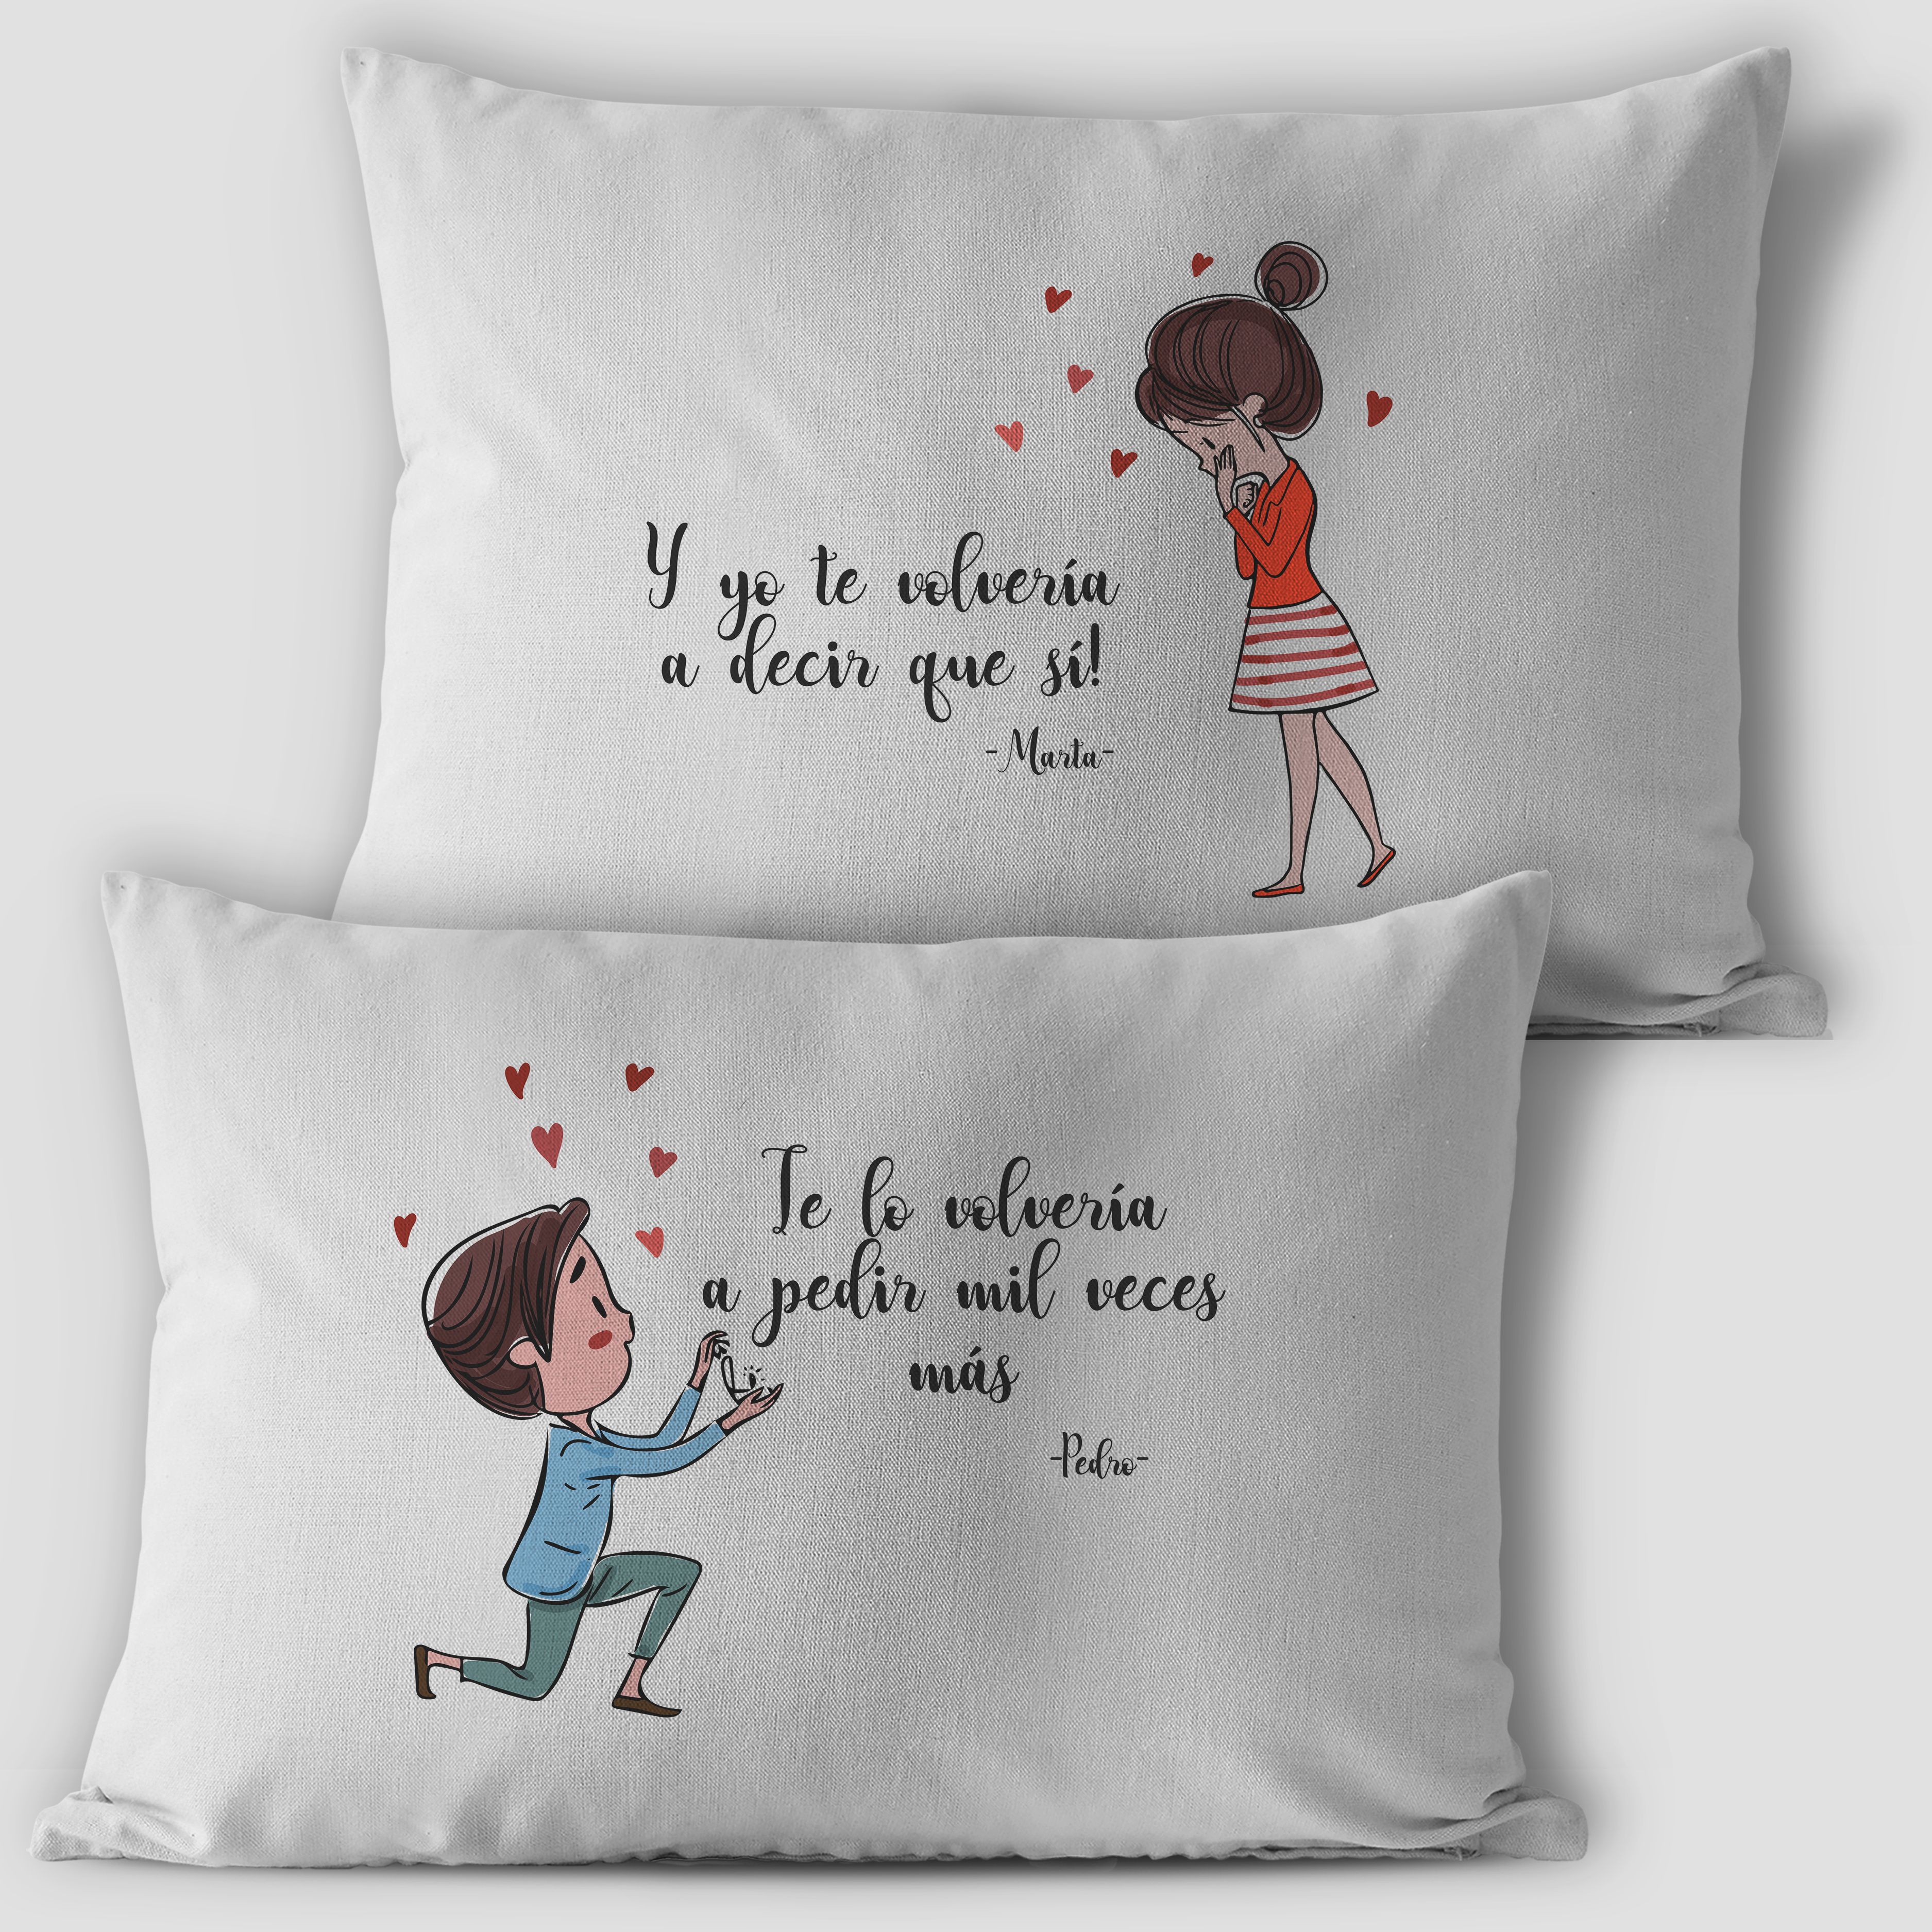 Y yo te volvería
a decir que sí!
-Marta-
Te lo volvería
a pedir mil veces
más
-Pedro-